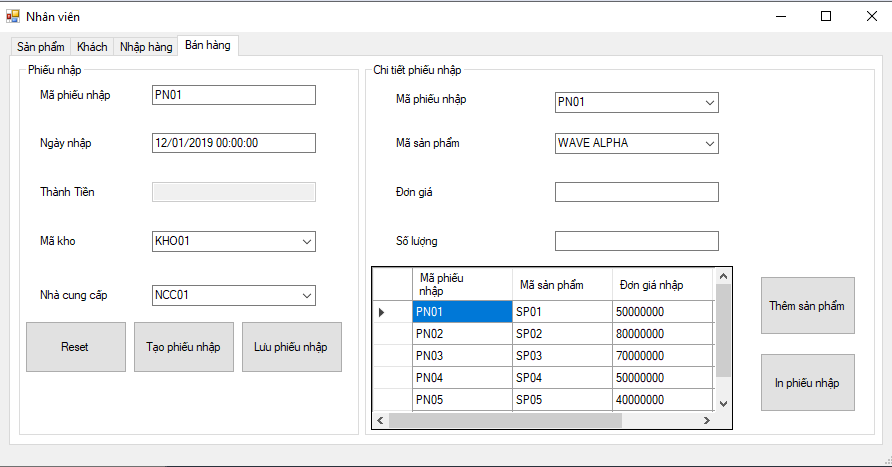 Nhân viên
Sản phẩm Khách Nhập hàng Bán hàng
Phiếu nhập
Mã phiếu nhập PN01
Ngày nhập 12/01/2019 00:00:00
Thành Tiền
Mã kho KHO01
Nhà cung cấp NCC01
Reset Tạo phiếu nhập Lưu phiếu nhập
Chi tiết phiếu nhập
Mã phiếu nhập PN01
Mã sản phẩm WAVE ALPHA
Đơn giá
Số lượng
Mã phiếu
nhập Mã sản phẩm Đơn giá nhập
PN01 SP01 50000000
PN02 SP02 80000000
PN03 SP03 70000000
PN04 SP04 50000000
PN05 SP05 40000000
Thêm sản phẩm
In phiếu nhập